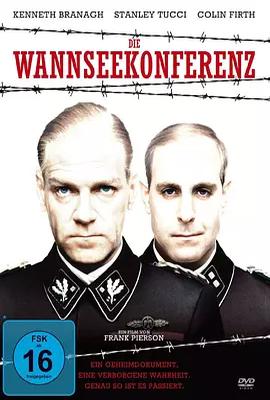 KENNETH BRANAGH STANLEY TUCCI COLIN FIRTH
DIE
WANNSEEKONFERENZ
EIN FILM VON
FRANK PIERSON
EIN GEHEIMDOKUMENT.
EINE VERBORGENE WAHRHEIT.
GENAU SO IST ES PASSIERT.
FSK
ab
16
freigegeben
DVD